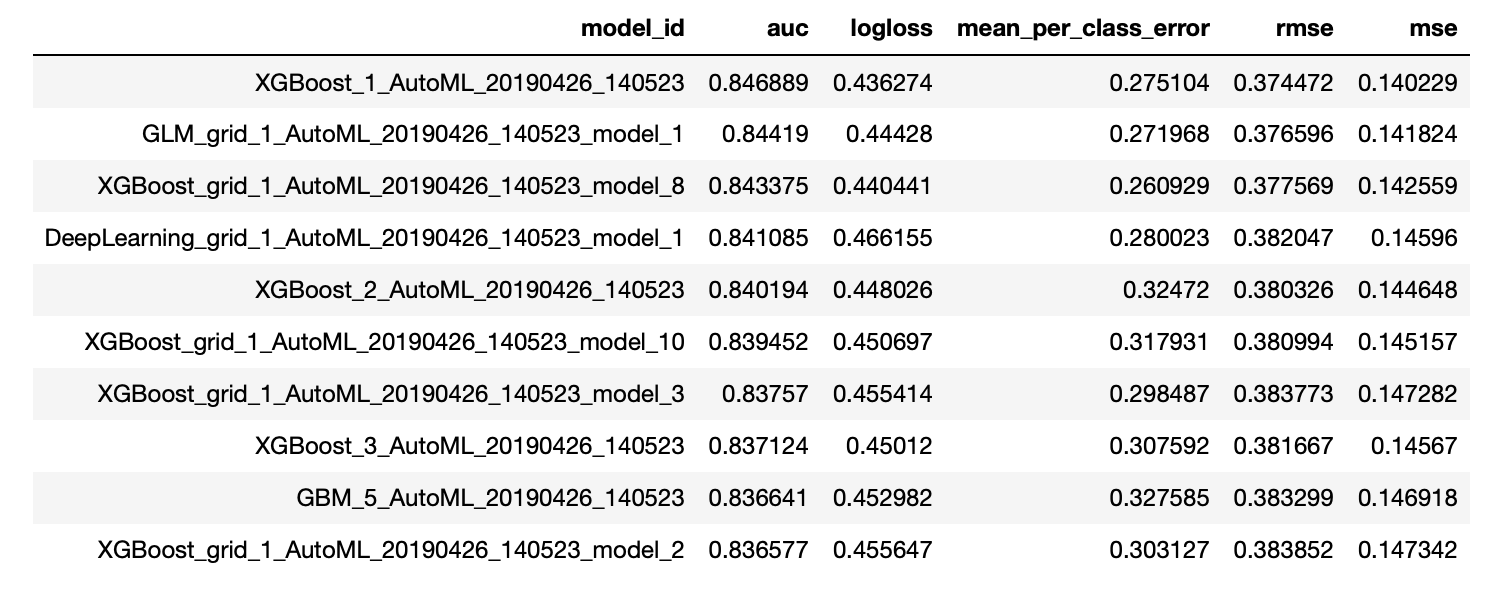 model_id auc logloss mean_per_class_error rmse mse
XGBoost_1_AutoML_20190426_140523 0.846889 0.436274 0.275104 0.374472 0.140229
GLM_grid_1_AutoML_20190426_140523_model_1 0.84419 0.44428 0.271968 0.376596 0.141824
XGBoost_grid_1_AutoML_20190426_140523_model_8 0.843375 0.440441 0.260929 0.377569 0.142559
DeepLearning_grid_1_AutoML_20190426_140523_model_1 0.841085 0.466155 0.280023 0.382047 0.14596
XGBoost_2_AutoML_20190426_140523 0.840194 0.448026 0.32472 0.380326 0.144648
XGBoost_grid_1_AutoML_20190426_140523_model_10 0.839452 0.450697 0.317931 0.380994 0.145157
XGBoost_grid_1_AutoML_20190426_140523_model_3 0.83757 0.455414 0.298487 0.383773 0.147282
XGBoost_3_AutoML_20190426_140523 0.837124 0.45012 0.307592 0.381667 0.14567
GBM_5_AutoML_20190426_140523 0.836641 0.452982 0.327585 0.383299 0.146918
XGBoost_grid_1_AutoML_20190426_140523_model_2 0.836577 0.455647 0.303127 0.383852 0.147342